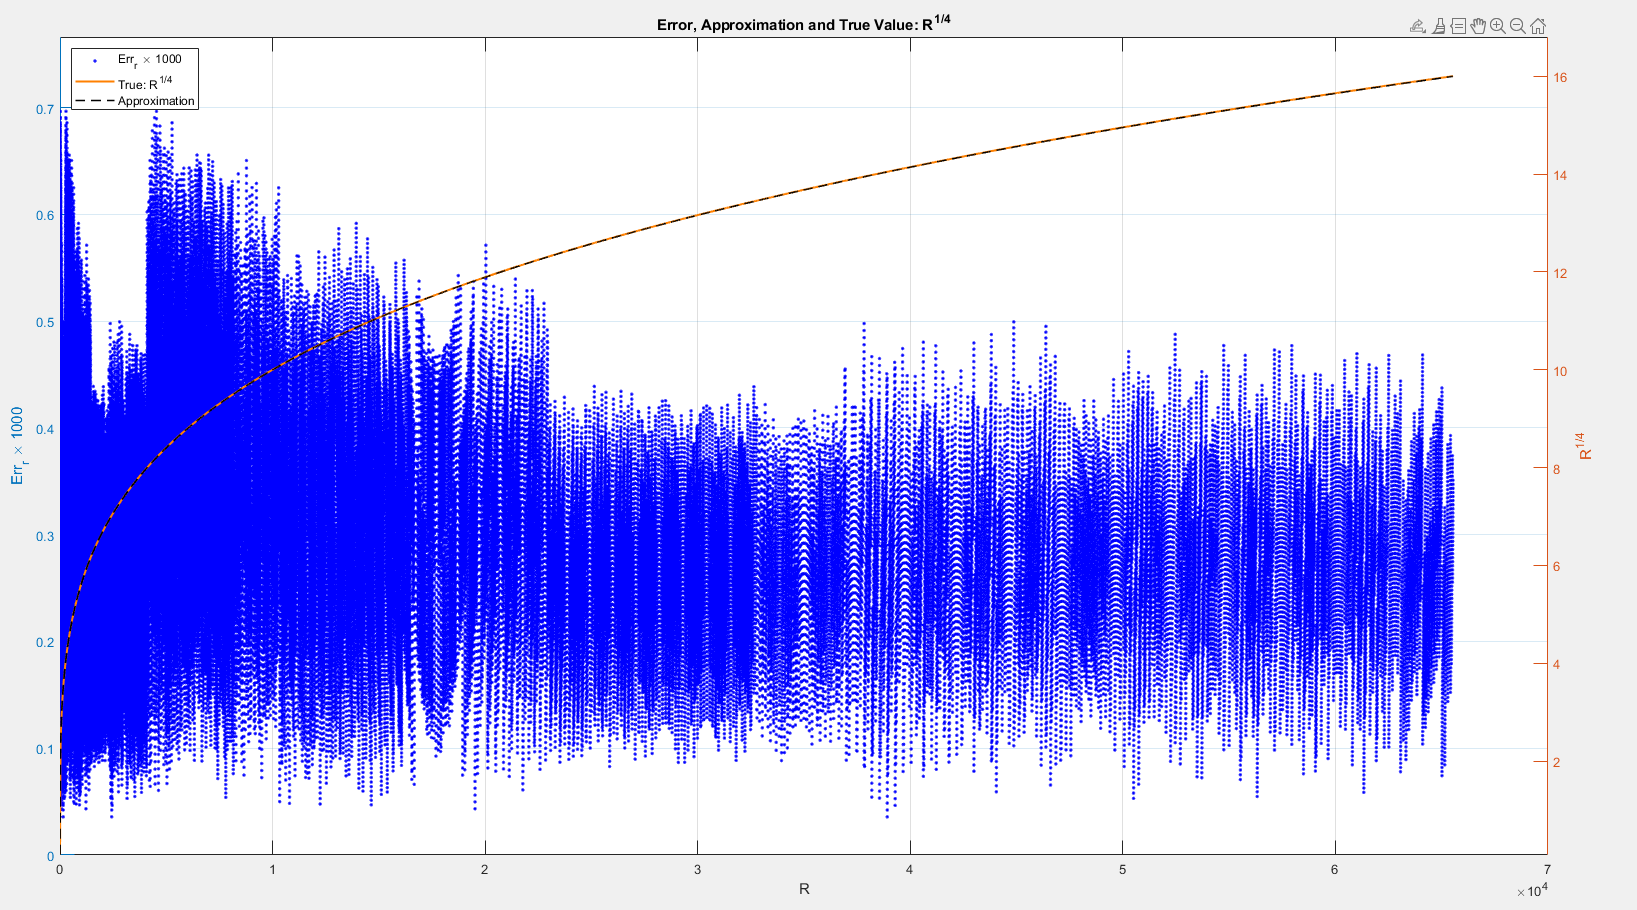 Error, Approximation and True Value: R^1/4
Err_r × 1000
True: R^1/4
Approximation
0.7
0.6
0.5
0.4
0.3
0.2
0.1
0
Err_r × 1000
16
14
12
10
8
6
4
2
R^1/4
0 1 2 3 4 5 6 7
R
×10^4